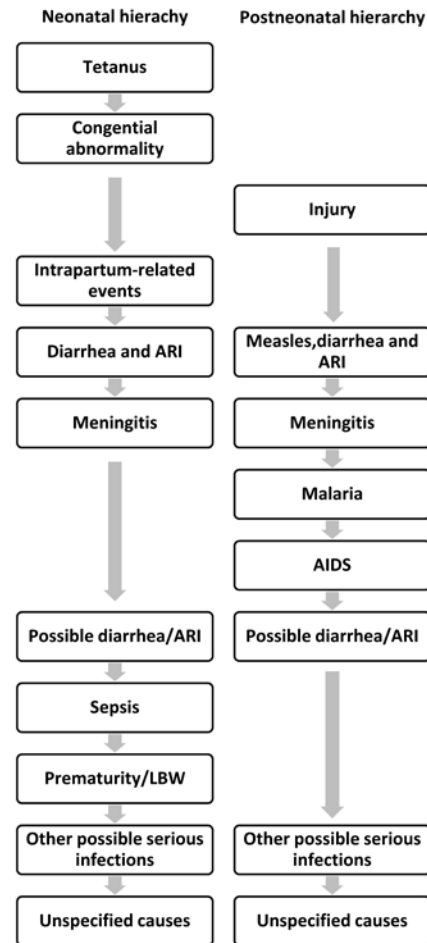 Neonatal hierachy
Postneonatal hierarchy
Tetanus
Congential
abnormality
Injury
Intrapartum-related
events
Diarrhea and ARI
Measles,diarrhea and
ARI
Meningitis
Meningitis
Malaria
AIDS
Possible diarrhea/ARI
Possible diarrhea/ARI
Sepsis
Prematurity/LBW
Other possible serious
infections
Other possible serious
infections
Unspecified causes
Unspecified causes